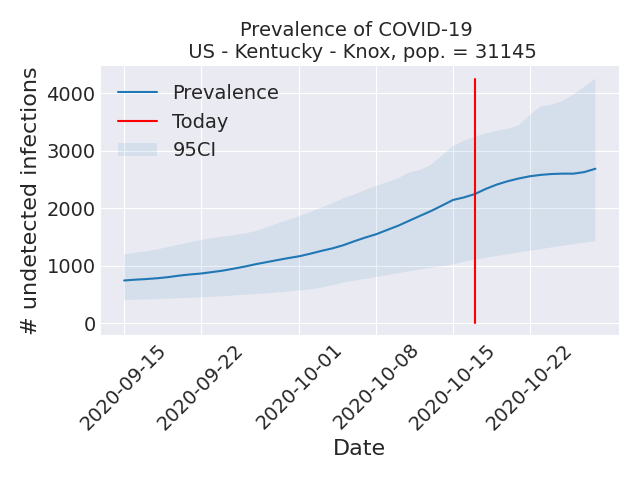 Prevalence of COVID-19
US - Kentucky - Knox, pop. = 31145
# undetected infections
4000
3000
2000
1000
0
Prevalence
Today
95CI
2020-09-15
2020-09-22
2020-10-01
2020-10-08
2020-10-15
2020-10-22
Date